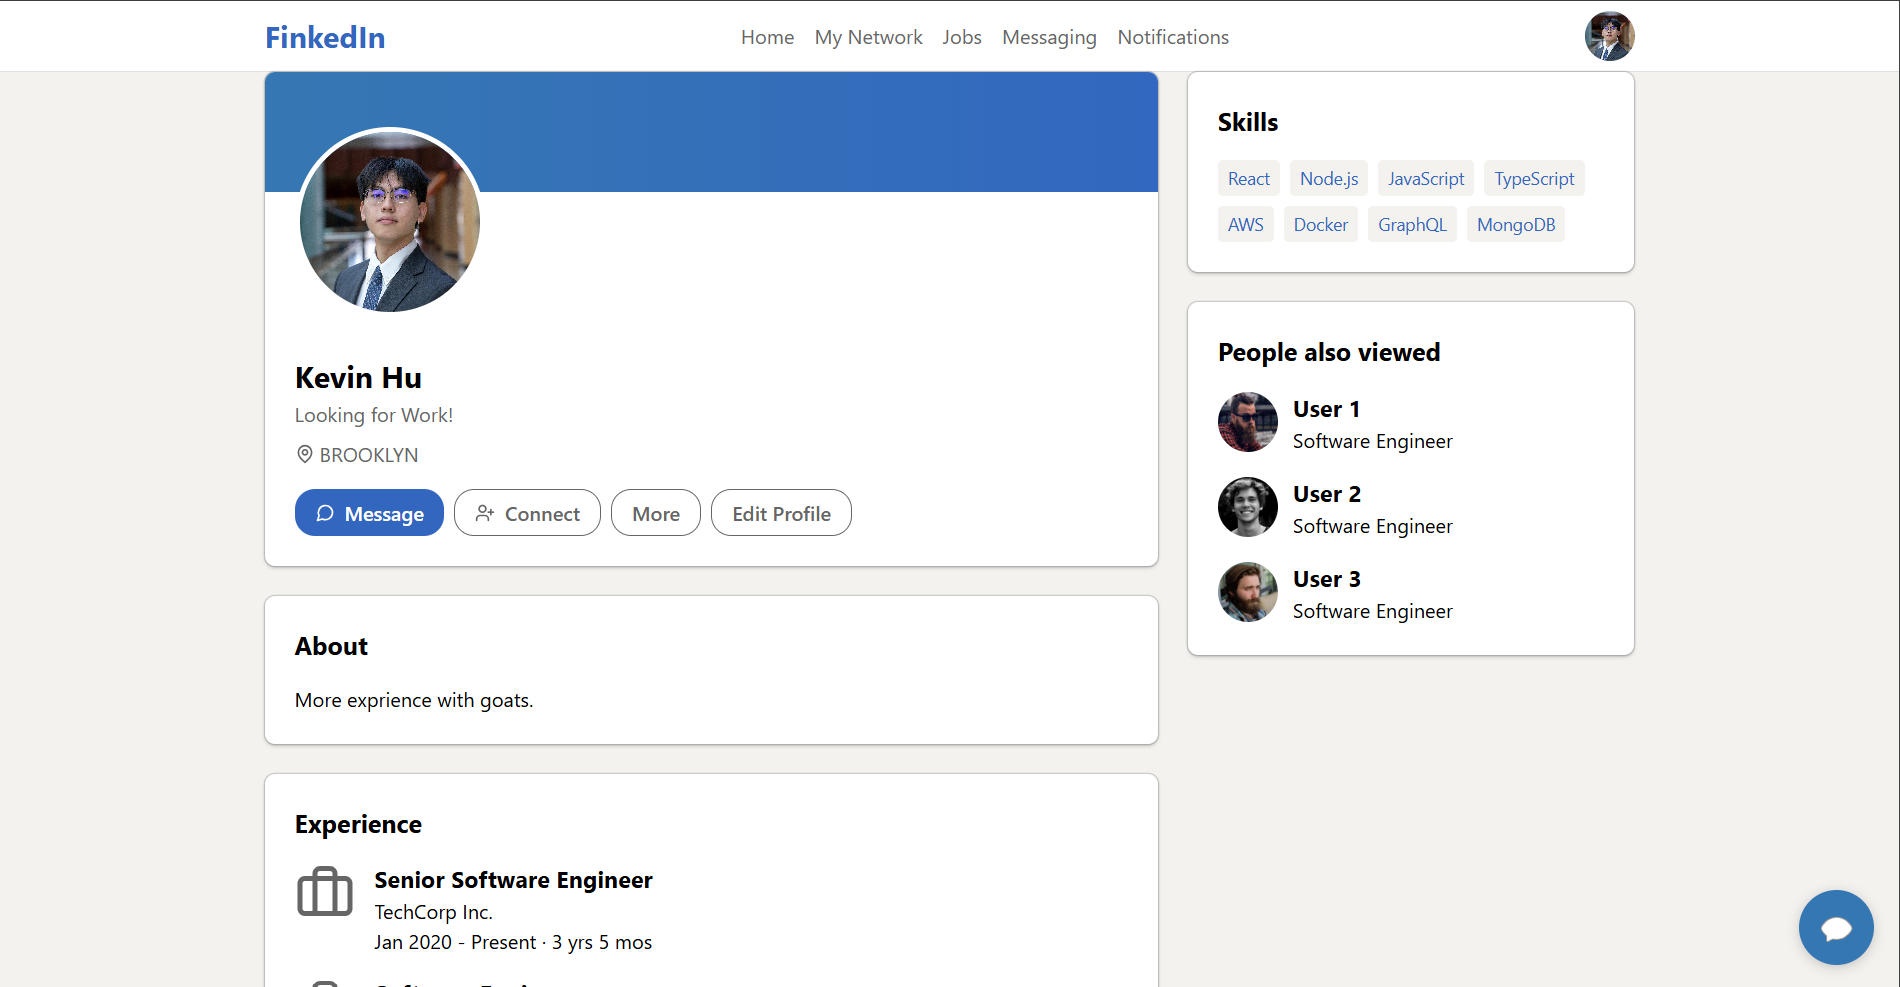 FinkedIn
Home My Network Jobs Messaging Notifications
Kevin Hu
Looking for Work!
BROOKLYN
Message Connect More Edit Profile
About
More exprience with goats.
Experience
Senior Software Engineer
TechCorp Inc.
Jan 2020 - Present · 3 yrs 5 mos
Skills
React Node.js JavaScript TypeScript
AWS Docker GraphQL MongoDB
People also viewed
User 1
Software Engineer
User 2
Software Engineer
User 3
Software Engineer